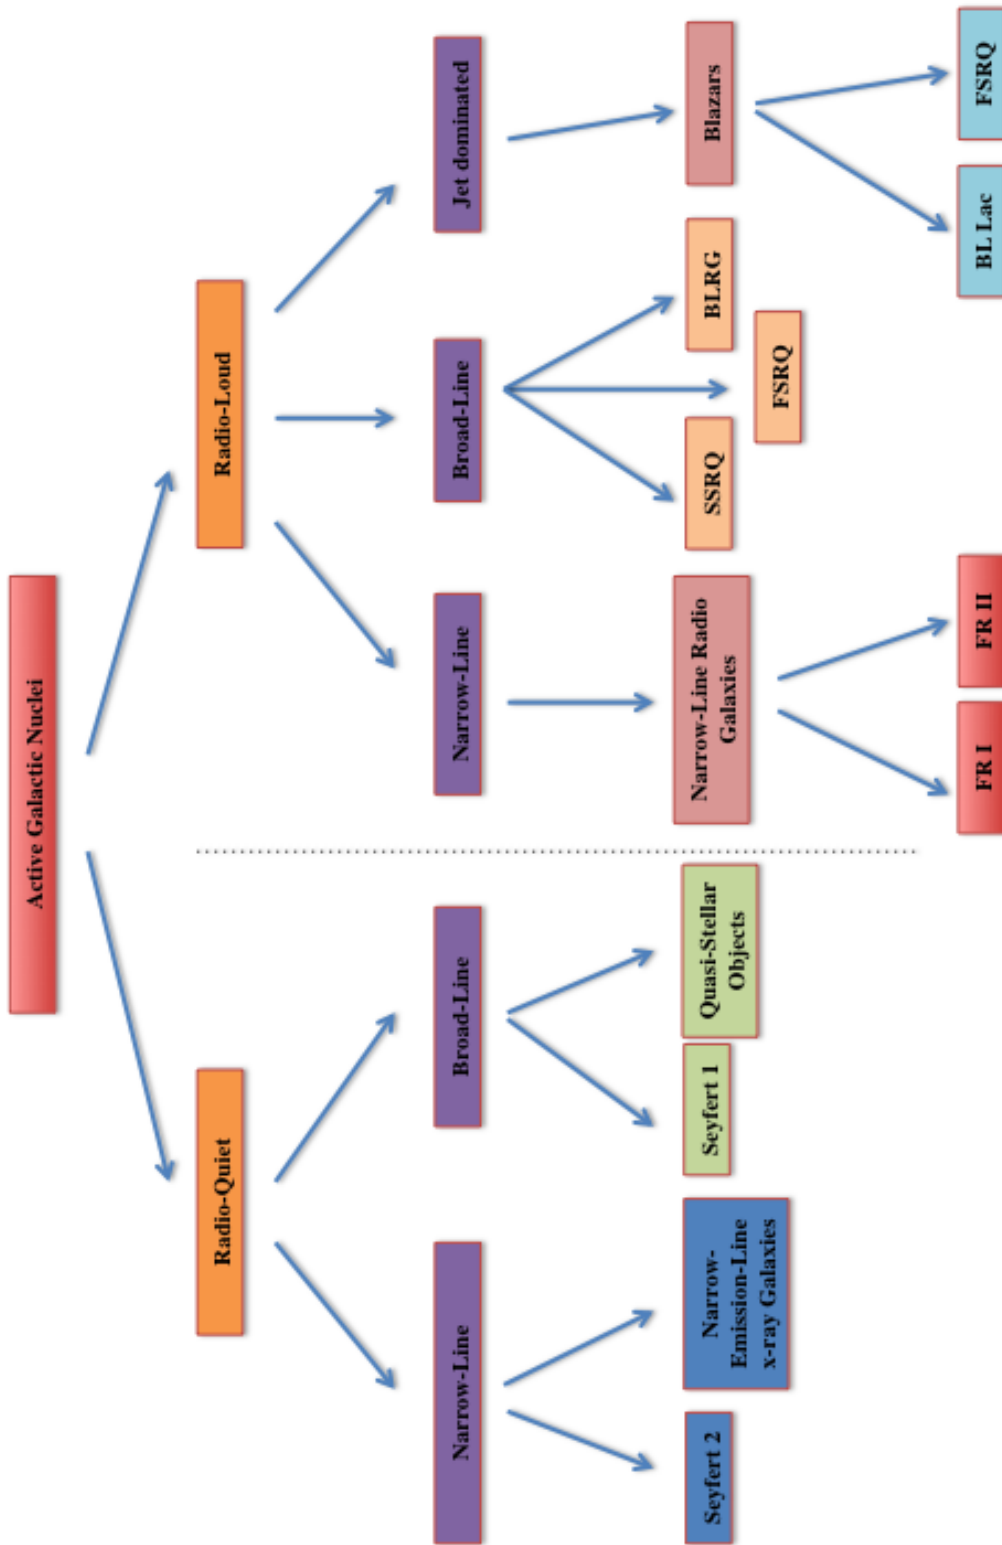 Active Galactic Nuclei
Radio-Quiet
Radio-Loud
Narrow-Line
Broad-Line
Narrow-Line
Broad-Line
Jet dominated
Seyfert 2
Narrow-
Emission-Line
x-ray Galaxies
Seyfert 1
Quasi-Stellar
Objects
Narrow-Line Radio
Galaxies
SSRQ
FSRQ
BLRG
Blazars
FR I
FR II
BL Lac
FSRQ